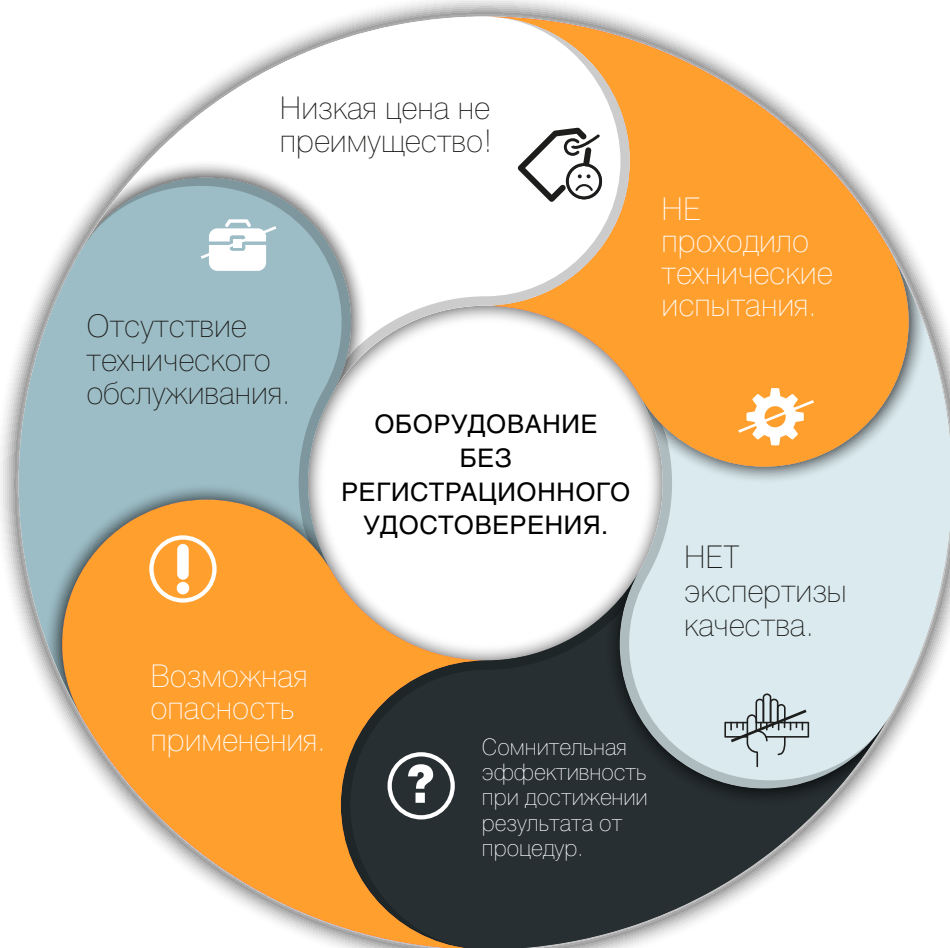 Низкая цена не
преимущество!
НЕ
проходило
технические
испытания.
Отсутствие
технического
обслуживания.
ОБОРУДОВАНИЕ
БЕЗ
РЕГИСТРАЦИОННОГО
УДОСТОВЕРЕНИЯ.
НЕТ
экспертизы
качества.
Возможная
опасность
применения.
?
Сомнительная
эффективность
при достижении
результата от
процедур.